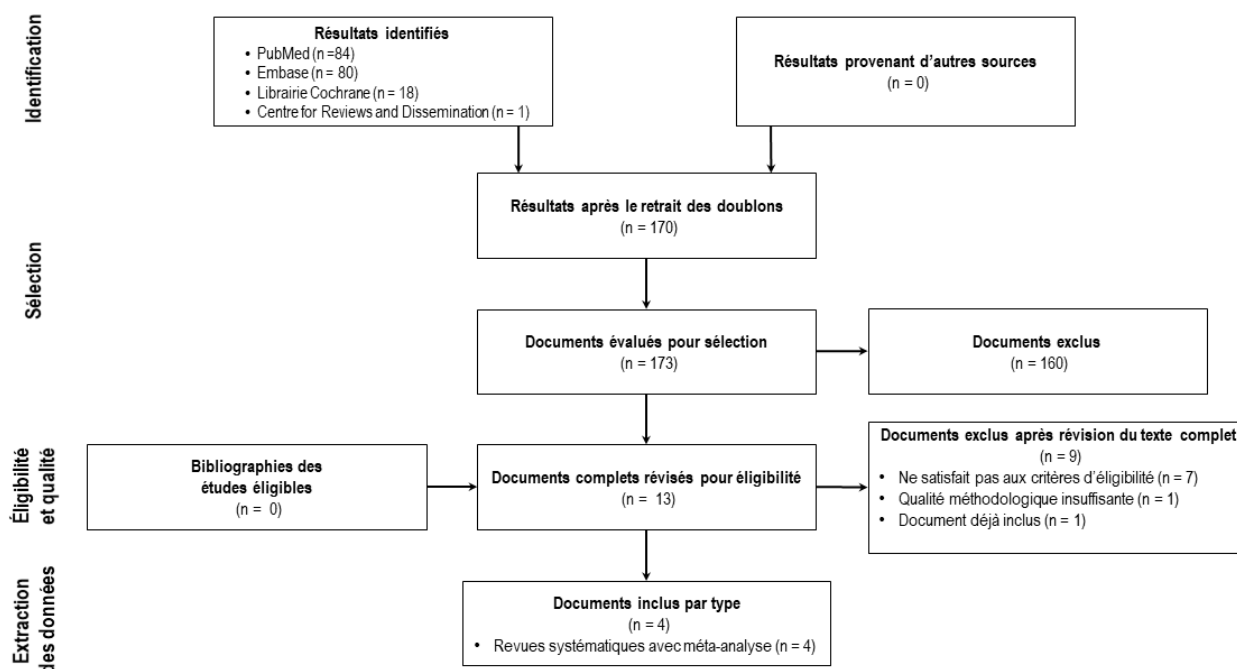 Identification
Résultats identifiés
• PubMed (n =84)
• Embase (n = 80)
• Librairie Cochrane (n = 18)
• Centre for Reviews and Dissemination (n = 1)
Résultats provenant d’autres sources
(n = 0)
Sélection
Résultats après le retrait des doublons
(n = 170)
Documents évalués pour sélection
(n = 173)
Documents exclus
(n = 160)
Éligibilité
et qualité
Bibliographies des
études éligibles
(n = 0)
Documents complets révisés pour éligibilité
(n = 13)
Documents exclus après révision du texte complet
(n = 9)
• Ne satisfait pas aux critères d’éligibilité (n = 7)
• Qualité méthodologique insuffisante (n = 1)
• Document déjà inclus (n = 1)
Extraction
des données
Documents inclus par type
(n = 4)
• Revues systématiques avec méta-analyse (n = 4)